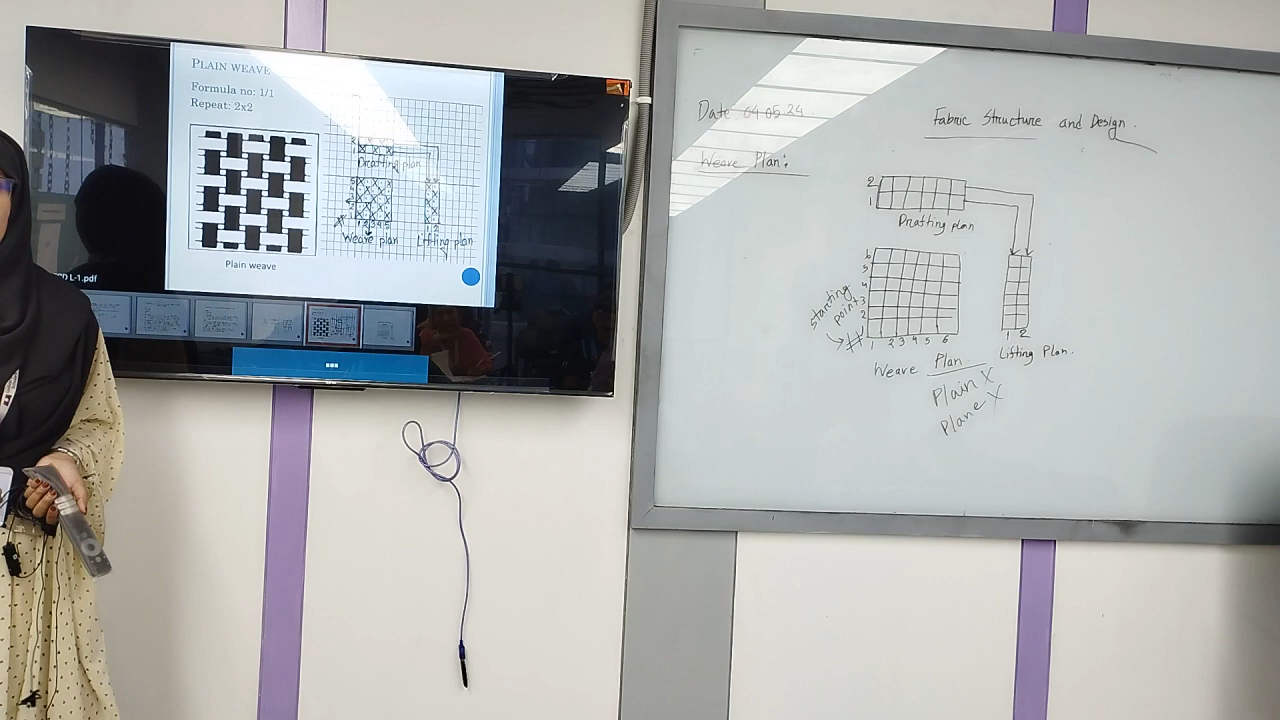 PLAIN WEAVE
Formula no: 1/1
Repeat: 2x2
Drafting plan
Weave plan
Lifting plan
Plain weave
L-1.pdf
Date 04.05.24
Fabric Structure and Design.
Weave Plan:
2
1
Drafting plan
6
5
4
3
2
1
starting
point
2 3 4 5 6
1 2
Weave Plan
Lifting Plan.
Plain X
Plane X